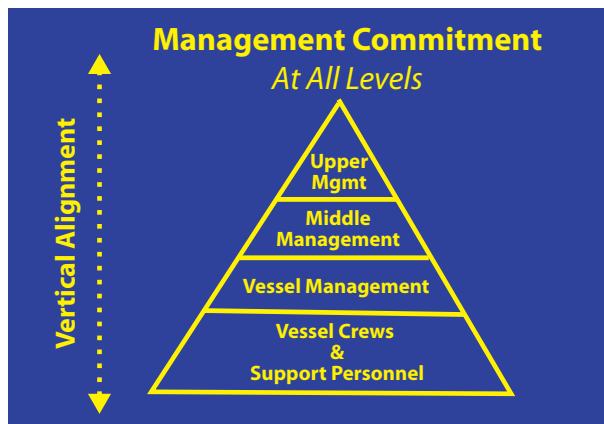 Management Commitment
At All Levels
Vertical Alignment
Upper
Mgmt
Middle
Management
Vessel Management
Vessel Crews
&
Support Personnel